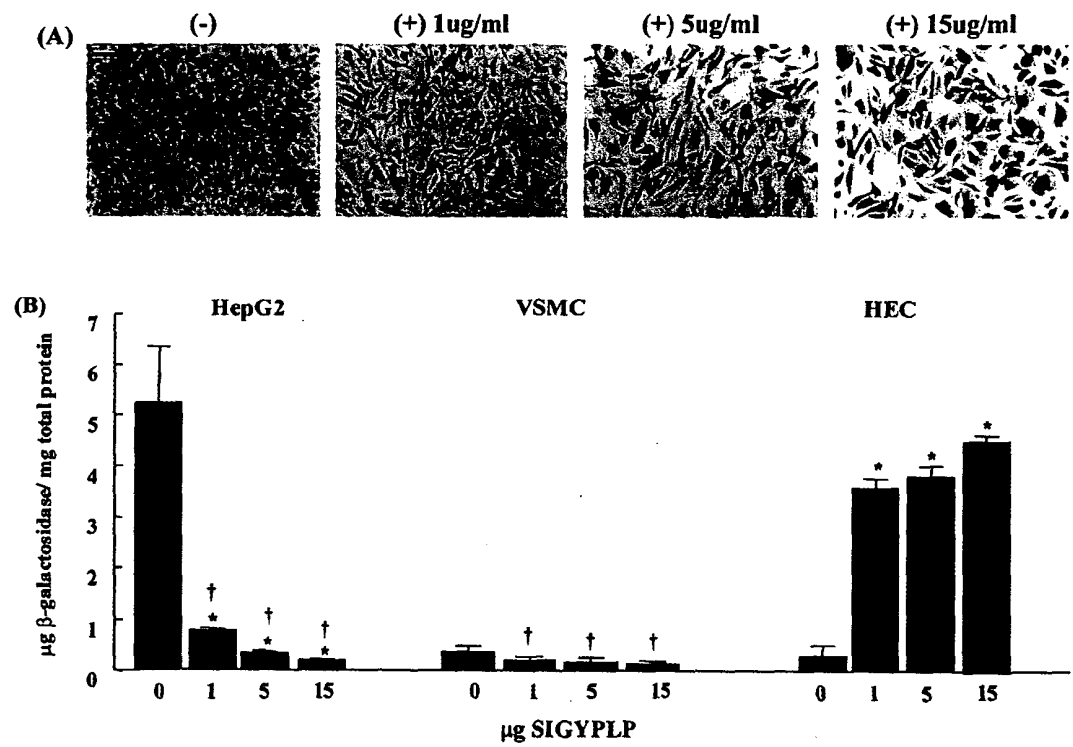 (A) (-) (+) 1ug/ml (+) 5ug/ml (+) 15ug/ml
(B) HepG2 VSMC HEC
µg β-galactosidase/ mg total protein
7
6
5
4
3
2
1
0
† † † † † †
* * * * * *
0 1 5 15 0 1 5 15 0 1 5 15
µg SIGYPLP